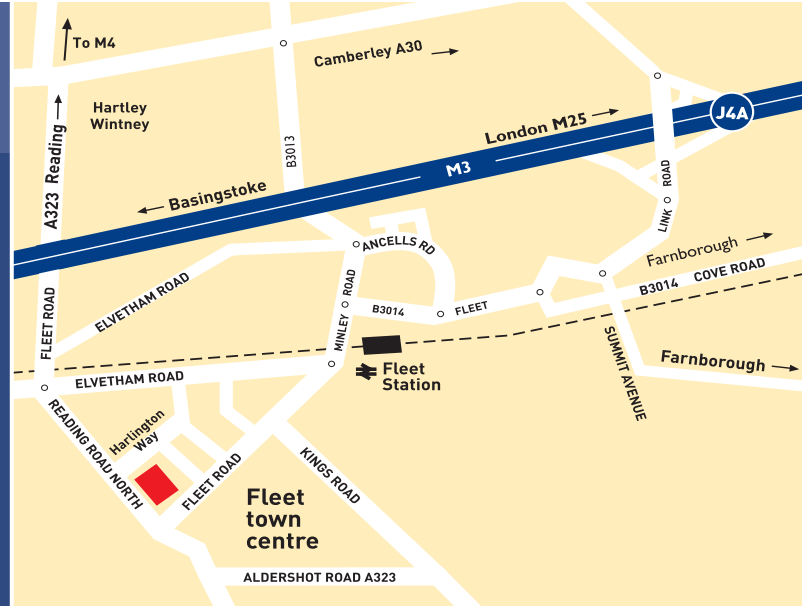 To M4
Camberley A30
Hartley
Wintney
J4A
London M25
A323 Reading
B3013
M3
ROAD
LINK
Basingstoke
ANCELLS RD
Farnborough
B3014 COVE ROAD
ELVETHAM ROAD
FLEET ROAD
MINLEY ROAD
B3014
FLEET
Fleet
Station
SUMMIT AVENUE
Farnborough
ELVETHAM ROAD
READING ROAD NORTH
Harlington
Way
FLEET ROAD
KINGS ROAD
Fleet
town
centre
ALDERSHOT ROAD A323